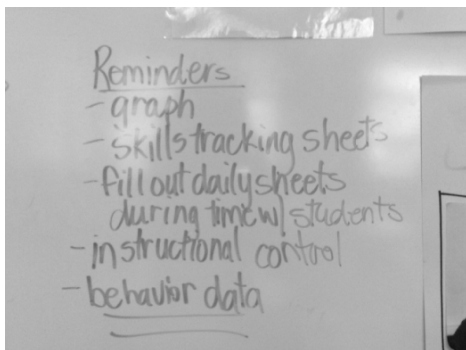 Reminders
- graph
- skills tracking sheets
- fill out daily sheets
during time w/ students
- instructional control
- behavior data